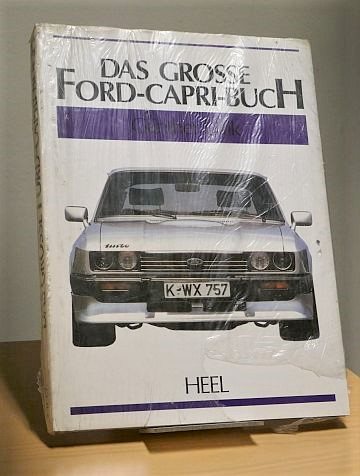 DAS GROSSE
FORD-CAPRI-BUCH
turbo
K-WX 757
HEEL